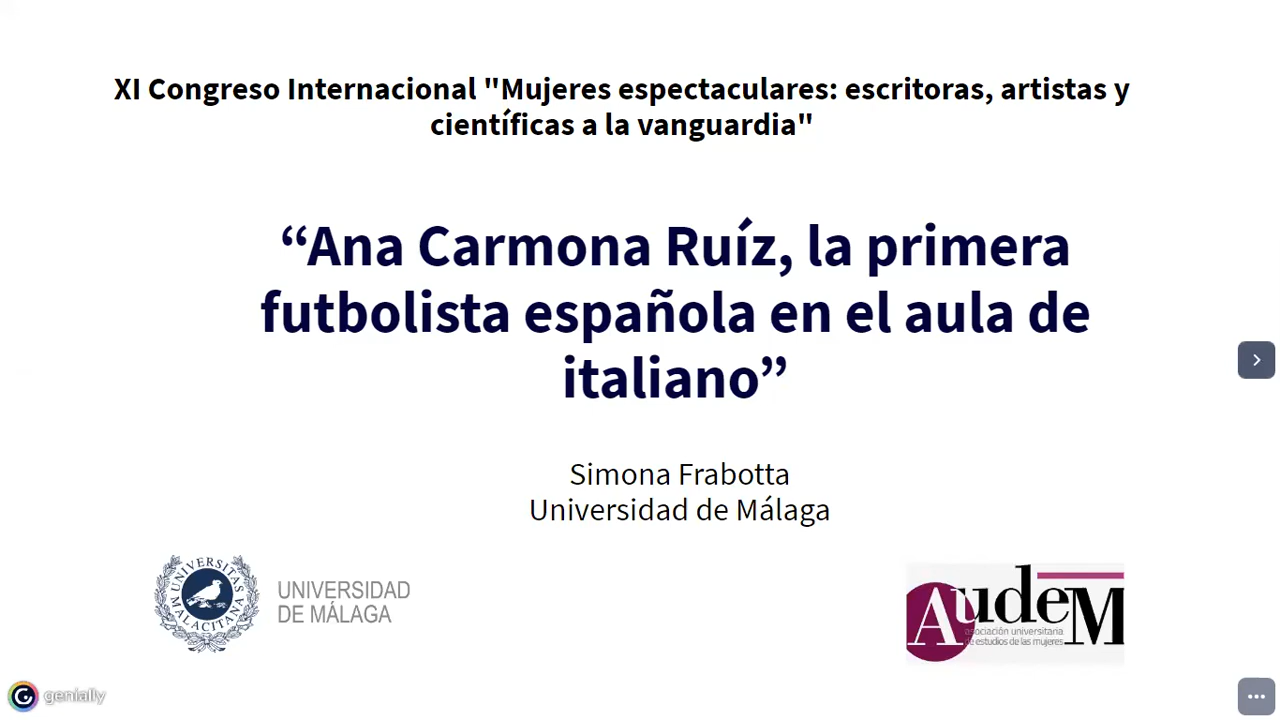 XI Congreso Internacional "Mujeres espectaculares: escritoras, artistas y
científicas a la vanguardia"
“Ana Carmona Ruíz, la primera
futbolista española en el aula de
italiano”
Simona Frabotta
Universidad de Málaga
UNIVERSITAS MALACITANA
UNIVERSIDAD
DE MÁLAGA
AudeM
asociación universitaria
de estudios de las mujeres
genially